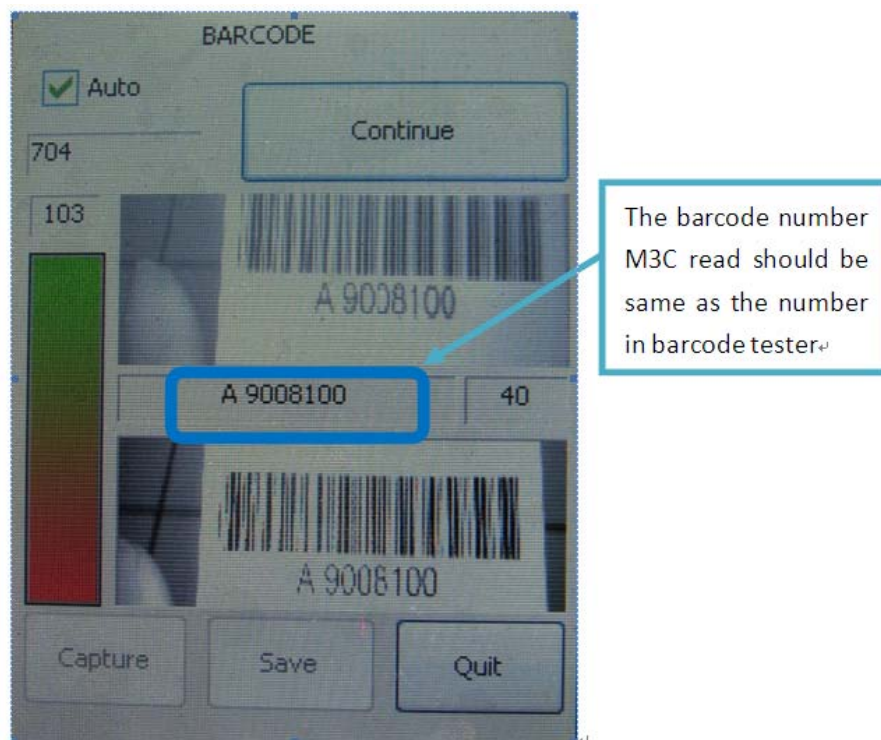 BARCODE
Auto
Continue
704
103
A 9008100
A 9008100
40
A 9008100
Capture
Save
Quit
The barcode number
M3C read should be
same as the number
in barcode tester